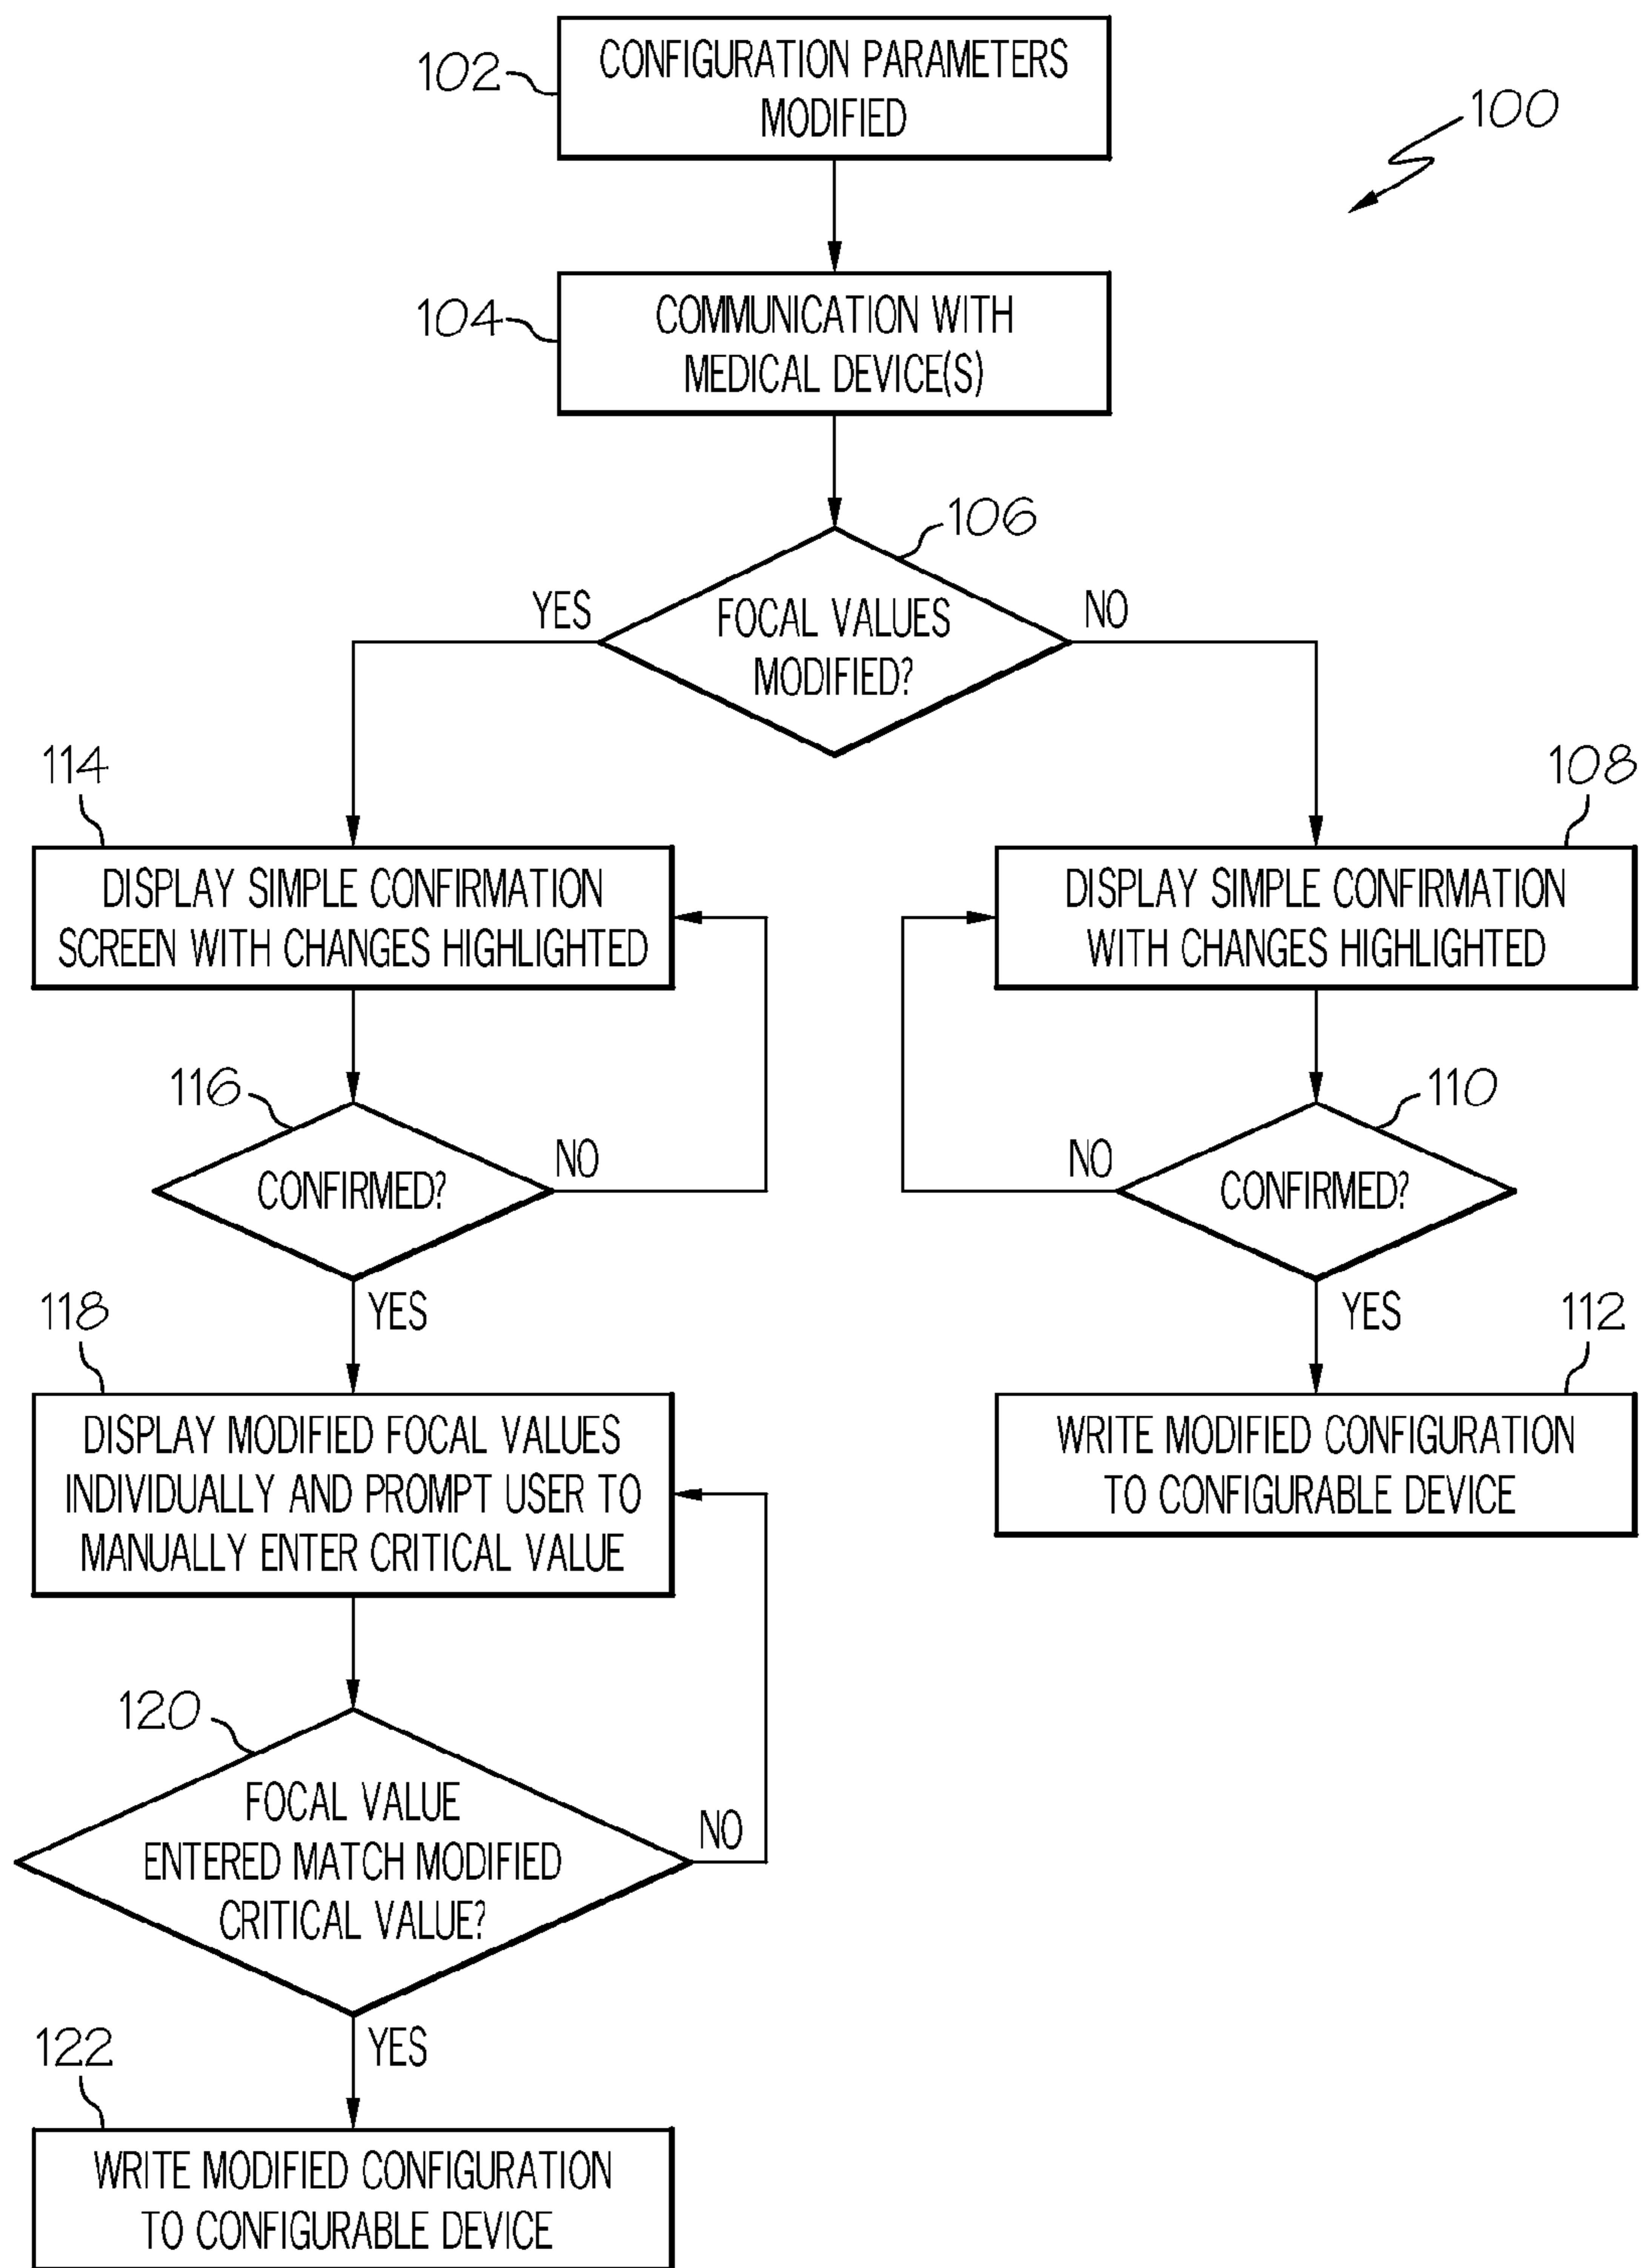 102
CONFIGURATION PARAMETERS
MODIFIED
100
104
COMMUNICATION WITH
MEDICAL DEVICE(S)
106
YES
FOCAL VALUES
MODIFIED?
NO
114
DISPLAY SIMPLE CONFIRMATION
SCREEN WITH CHANGES HIGHLIGHTED
108
DISPLAY SIMPLE CONFIRMATION
WITH CHANGES HIGHLIGHTED
116
CONFIRMED?
NO
YES
110
NO
CONFIRMED?
YES
118
DISPLAY MODIFIED FOCAL VALUES
INDIVIDUALLY AND PROMPT USER TO
MANUALLY ENTER CRITICAL VALUE
112
WRITE MODIFIED CONFIGURATION
TO CONFIGURABLE DEVICE
120
FOCAL VALUE
ENTERED MATCH MODIFIED
CRITICAL VALUE?
NO
YES
122
WRITE MODIFIED CONFIGURATION
TO CONFIGURABLE DEVICE